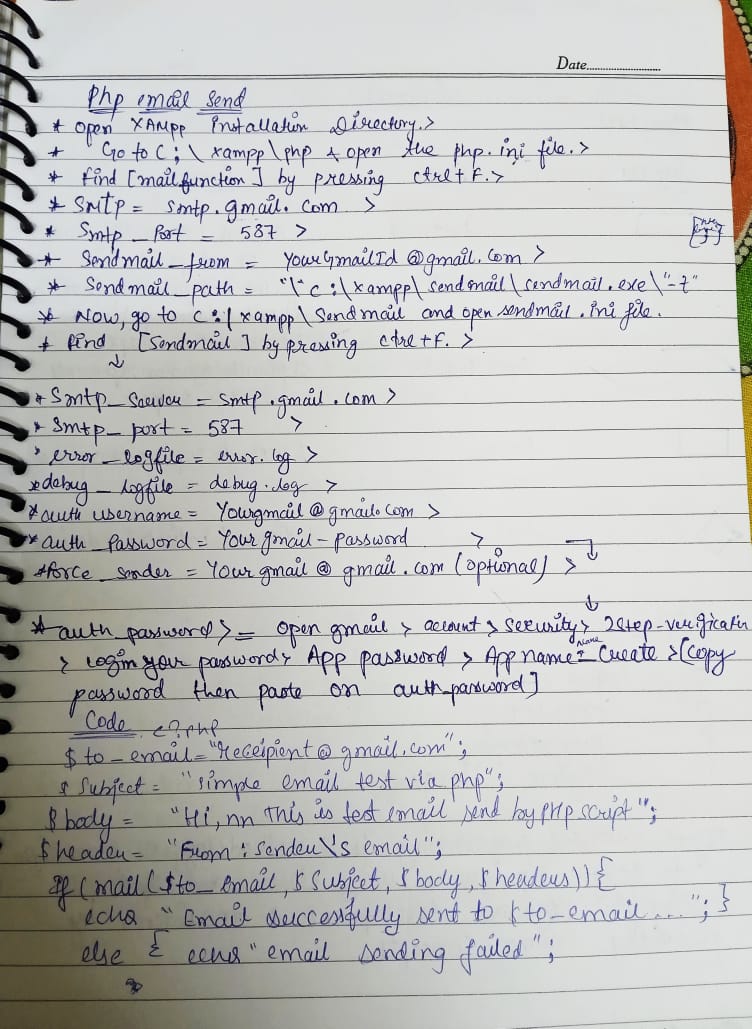 Date
Php email Send
* open XAMPP Installation Directory.>
* Go to C:\xampp\php & open the php.ini file.>
* find [mail function] by pressing ctrl+f.>
* SMTP = smtp.gmail.com >
* Smtp_Port = 587 >
* Sendmail_from = YourGmailId@gmail.com >
* Sendmail_path = "\"c:\xampp\sendmail\sendmail.exe\"-t"
* Now, go to c:\xampp\Sendmail and open sendmail.ini file.
* find [Sendmail] by pressing ctrl+f. >
↓
* Smtp_Server = smtp.gmail.com >
* Smtp_port = 587 >
* error_logfile = error.log >
* debug_logfile = debug.log >
* auth username = Yourgmail@gmail.com >
* auth_Password = Your gmail-password >
* force_sender = Your gmail@gmail.com (optional) >
* auth_password > = open gmail > account > Security > 2Step-verification
> Login your password > App password > App name = Create > [copy
name
password then paste on auth_password]
Code <?php
$to_email="receipient@gmail.com";
$Subject = "simple email test via php";
$body = "Hi, nn This is test email send by PHP script";
$header = "From : Sender\'s email";
If (mail($to_email, $Subject, $body, $headers)) {
echo "Email successfully sent to $to_email..."; }
else { echo "email sending failed";